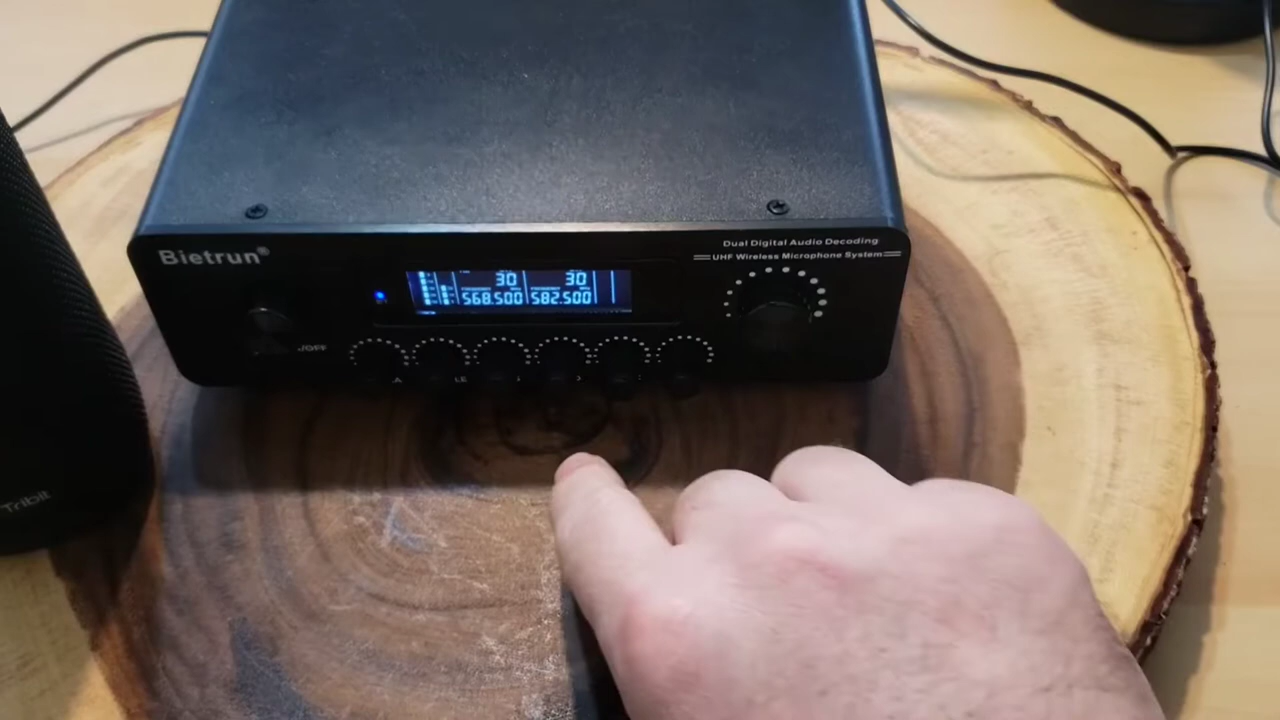 Bietrun®
Dual Digital Audio Decoding
UHF Wireless Microphone System
30 30
568.500 582.500
Tribit